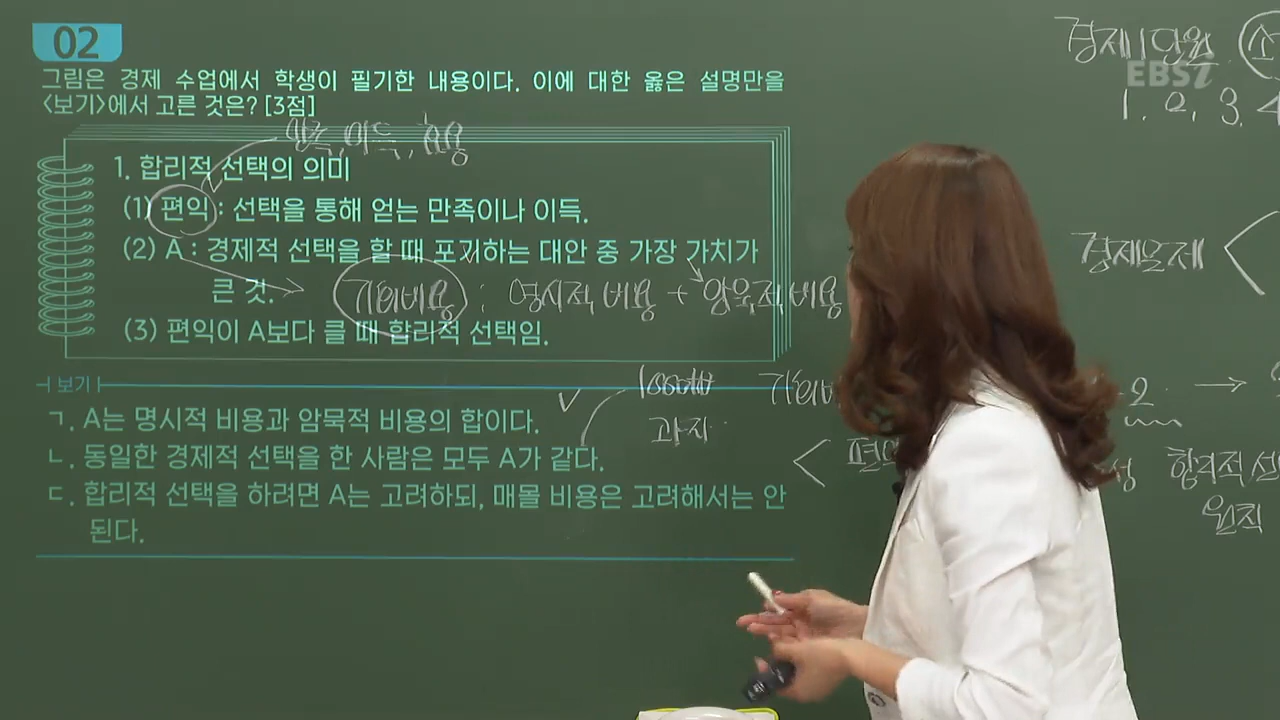 02
그림은 경제 수업에서 학생이 필기한 내용이다. 이에 대한 옳은 설명만을
<보기>에서 고른 것은? [3점]
만족, 이득, 효용
1. 합리적 선택의 의미
(1) 편익 : 선택을 통해 얻는 만족이나 이득.
(2) A : 경제적 선택을 할 때 포기하는 대안 중 가장 가치가
큰 것.
기회비용 : 명시적 비용 + 암묵적 비용
(3) 편익이 A보다 클 때 합리적 선택임.
보기
ㄱ. A는 명시적 비용과 암묵적 비용의 합이다.
ㄴ. 동일한 경제적 선택을 한 사람은 모두 A가 같다.
ㄷ. 합리적 선택을 하려면 A는 고려하되, 매몰 비용은 고려해서는 안
된다.
과자
경제 1단원
EBSi
1. 2. 3. 4
경제문제
합리적
원칙